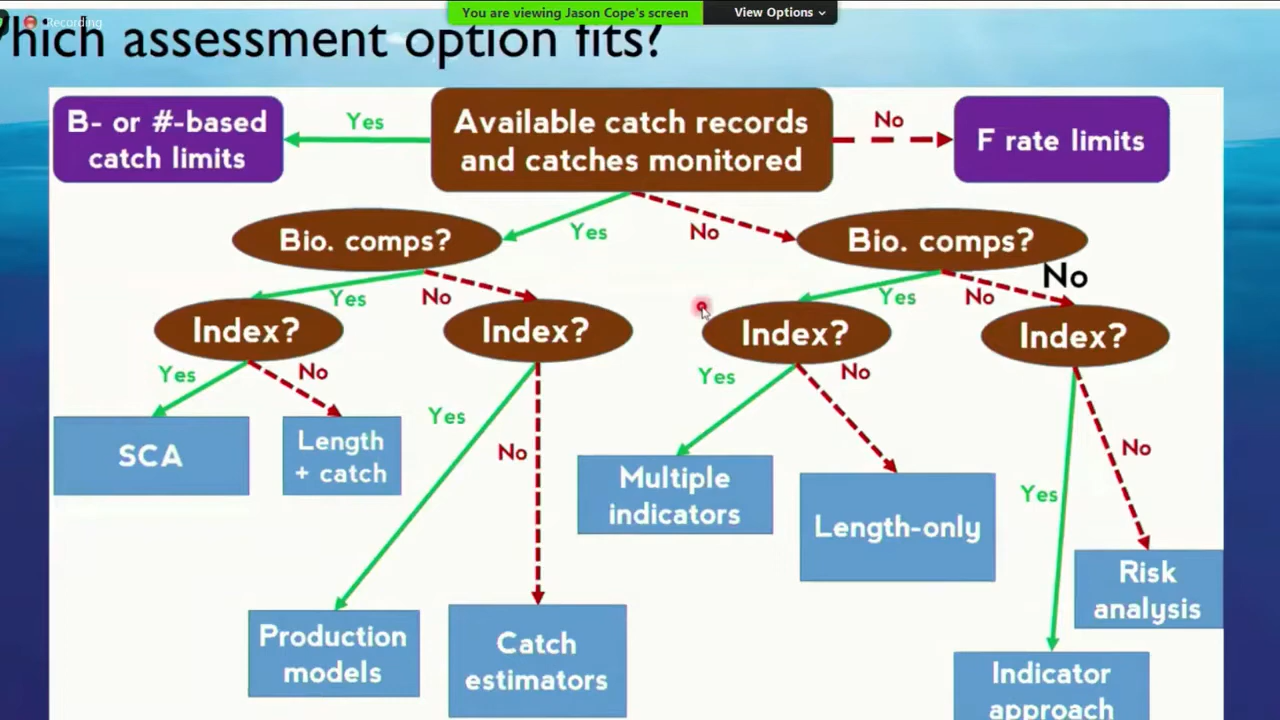 You are viewing Jason Cope's screen
View Options
Recording
Which assessment option fits?
B- or #-based
catch limits
Yes
Available catch records
and catches monitored
No
F rate limits
Bio. comps?
Yes
No
Bio. comps?
No
Yes
No
Yes
No
Index?
Index?
Index?
Index?
Yes
No
Yes
No
Yes
No
Yes
No
SCA
Length
+ catch
Multiple
indicators
Length-only
Risk
analysis
Production
models
Catch
estimators
Indicator
approach